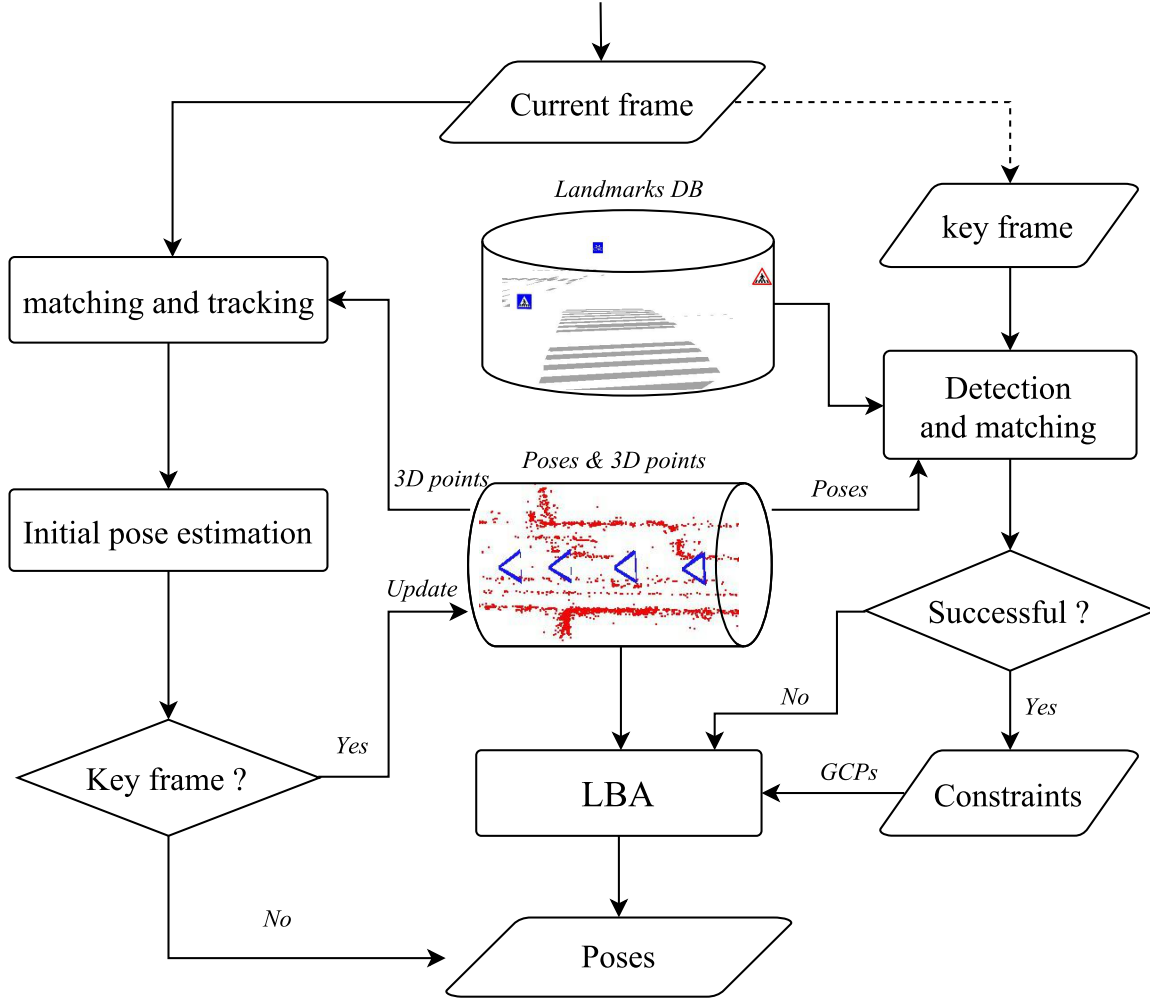 Current frame
Landmarks DB
key frame
matching and tracking
Detection
and matching
Poses & 3D points
3D points
Poses
Initial pose estimation
Update
Successful ?
No
Yes
Yes
Key frame ?
LBA
GCPs
Constraints
No
Poses